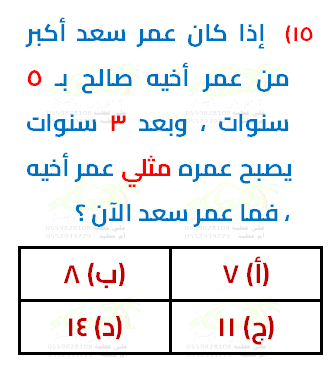 ١٥) إذا كان عمر سعد أكبر
من عمر أخيه صالح بـ ٥
سنوات ، وبعد ٣ سنوات
يصبح عمره مثلي عمر أخيه
، فما عمر سعد الآن ؟
(أ) ٧
(ب) ٨
(ج) ١١
(د) ١٤